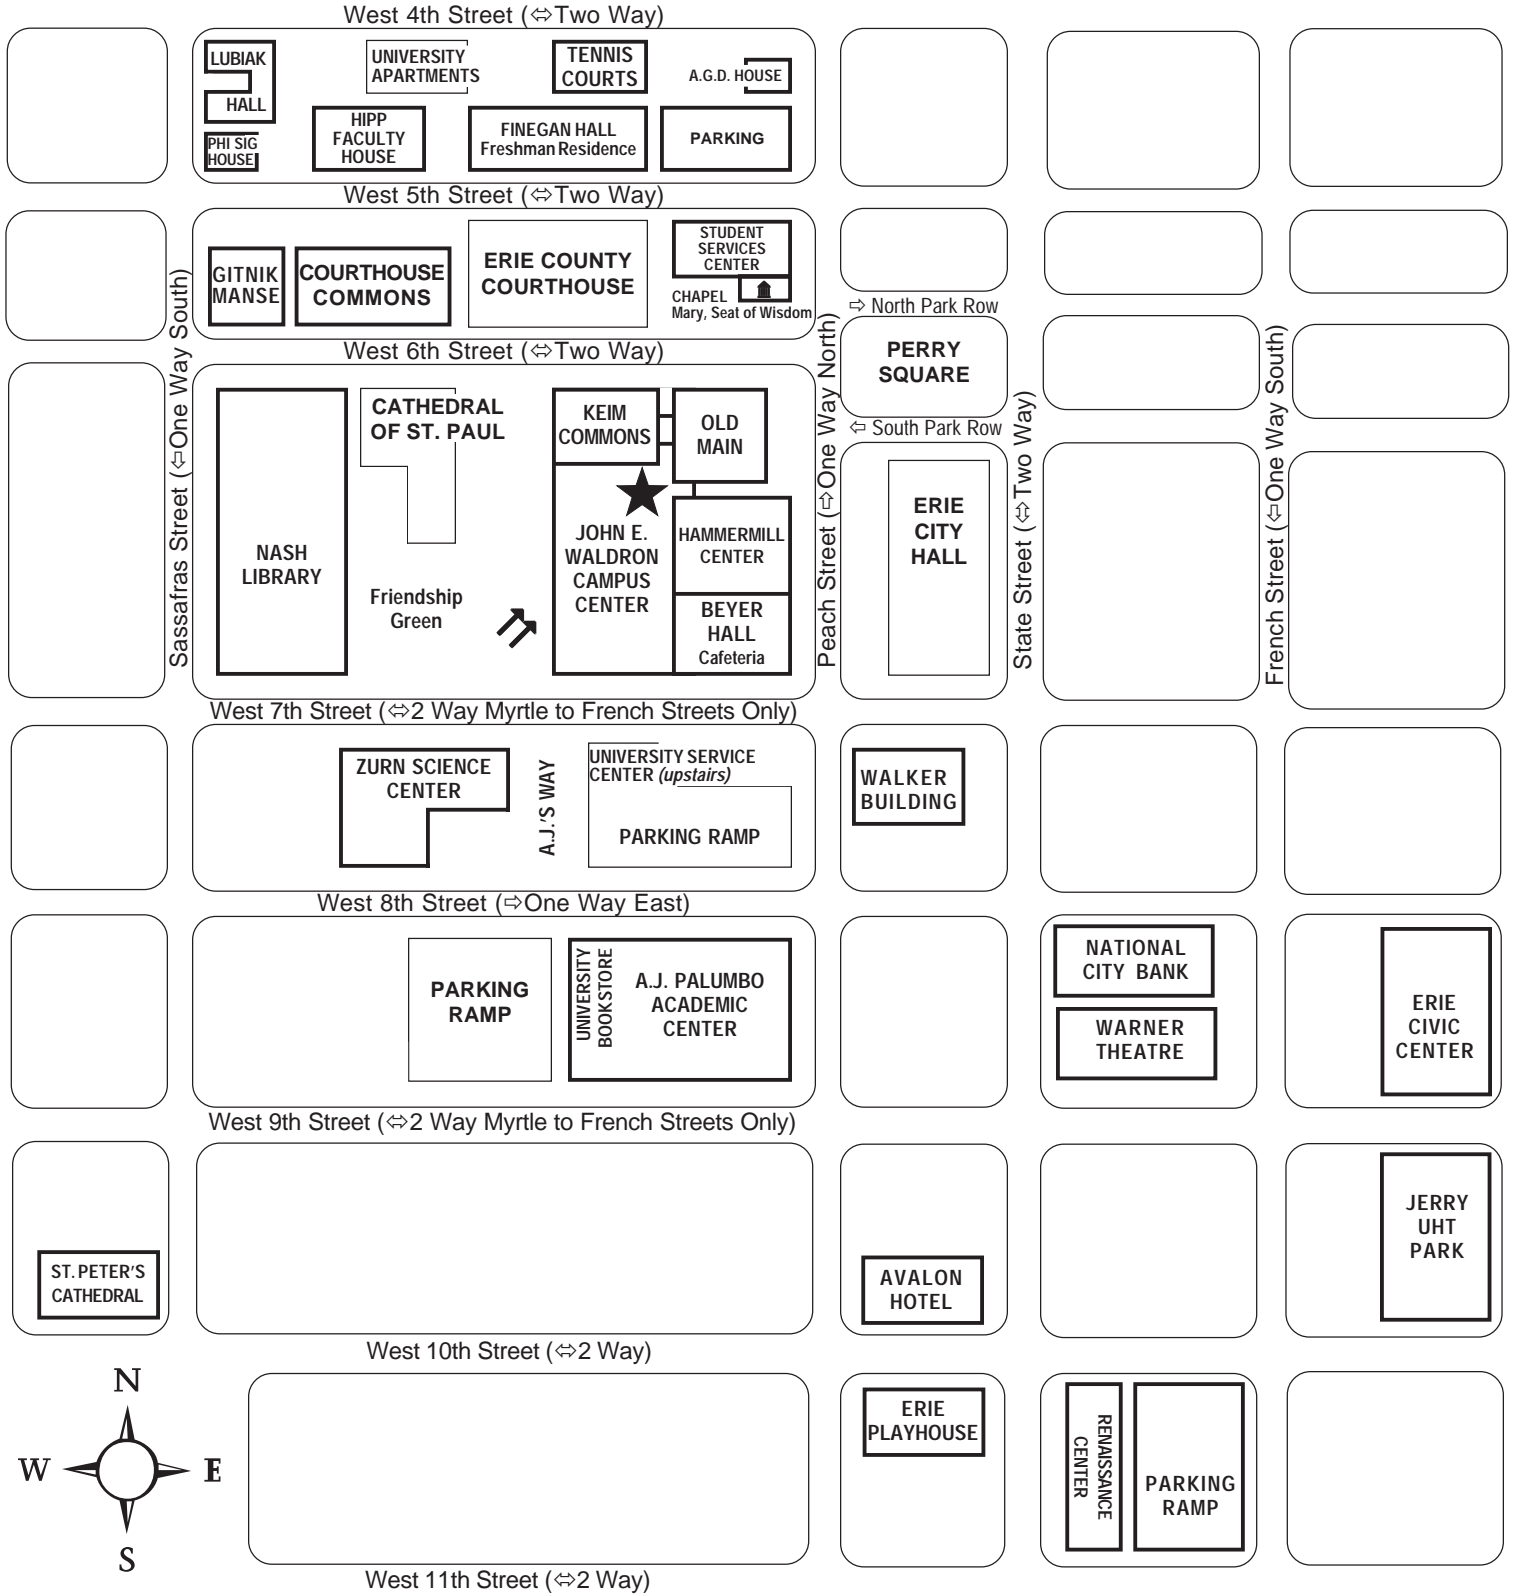 West 4th Street (⇔Two Way)
LUBIAK
HALL
UNIVERSITY
APARTMENTS
TENNIS
COURTS
A.G.D. HOUSE
PHI SIG
HOUSE
HIPP
FACULTY
HOUSE
FINEGAN HALL
Freshman Residence
PARKING
West 5th Street (⇔Two Way)
GITNIK
MANSE
COURTHOUSE
COMMONS
ERIE COUNTY
COURTHOUSE
STUDENT
SERVICES
CENTER
CHAPEL
Mary, Seat of Wisdom
⇨ North Park Row
PERRY
SQUARE
⇦ South Park Row
West 6th Street (⇔Two Way)
Sassafras Street (⇦One Way South)
Peach Street (⇨One Way North)
State Street (⇔Two Way)
French Street (⇦One Way South)
NASH
LIBRARY
CATHEDRAL
OF ST. PAUL
Friendship
Green
KEIM
COMMONS
OLD
MAIN
JOHN E.
WALDRON
CAMPUS
CENTER
HAMMERMILL
CENTER
BEYER
HALL
Cafeteria
ERIE
CITY
HALL
West 7th Street (⇔2 Way Myrtle to French Streets Only)
ZURN SCIENCE
CENTER
A.J.'S WAY
UNIVERSITY SERVICE
CENTER (upstairs)
PARKING RAMP
WALKER
BUILDING
West 8th Street (⇨One Way East)
PARKING
RAMP
UNIVERSITY
BOOKSTORE
A.J. PALUMBO
ACADEMIC
CENTER
NATIONAL
CITY BANK
WARNER
THEATRE
ERIE
CIVIC
CENTER
West 9th Street (⇔2 Way Myrtle to French Streets Only)
ST. PETER'S
CATHEDRAL
AVALON
HOTEL
JERRY
UHT
PARK
West 10th Street (⇔2 Way)
N
W
E
S
ERIE
PLAYHOUSE
RENAISSANCE
CENTER
PARKING
RAMP
West 11th Street (⇔2 Way)